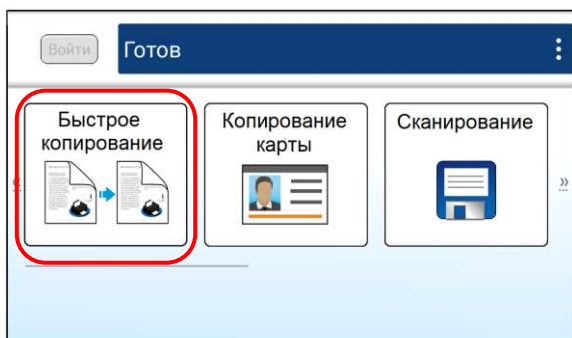 Войти
Готов
Быстрое
копирование
Копирование
карты
Сканирование
«
»